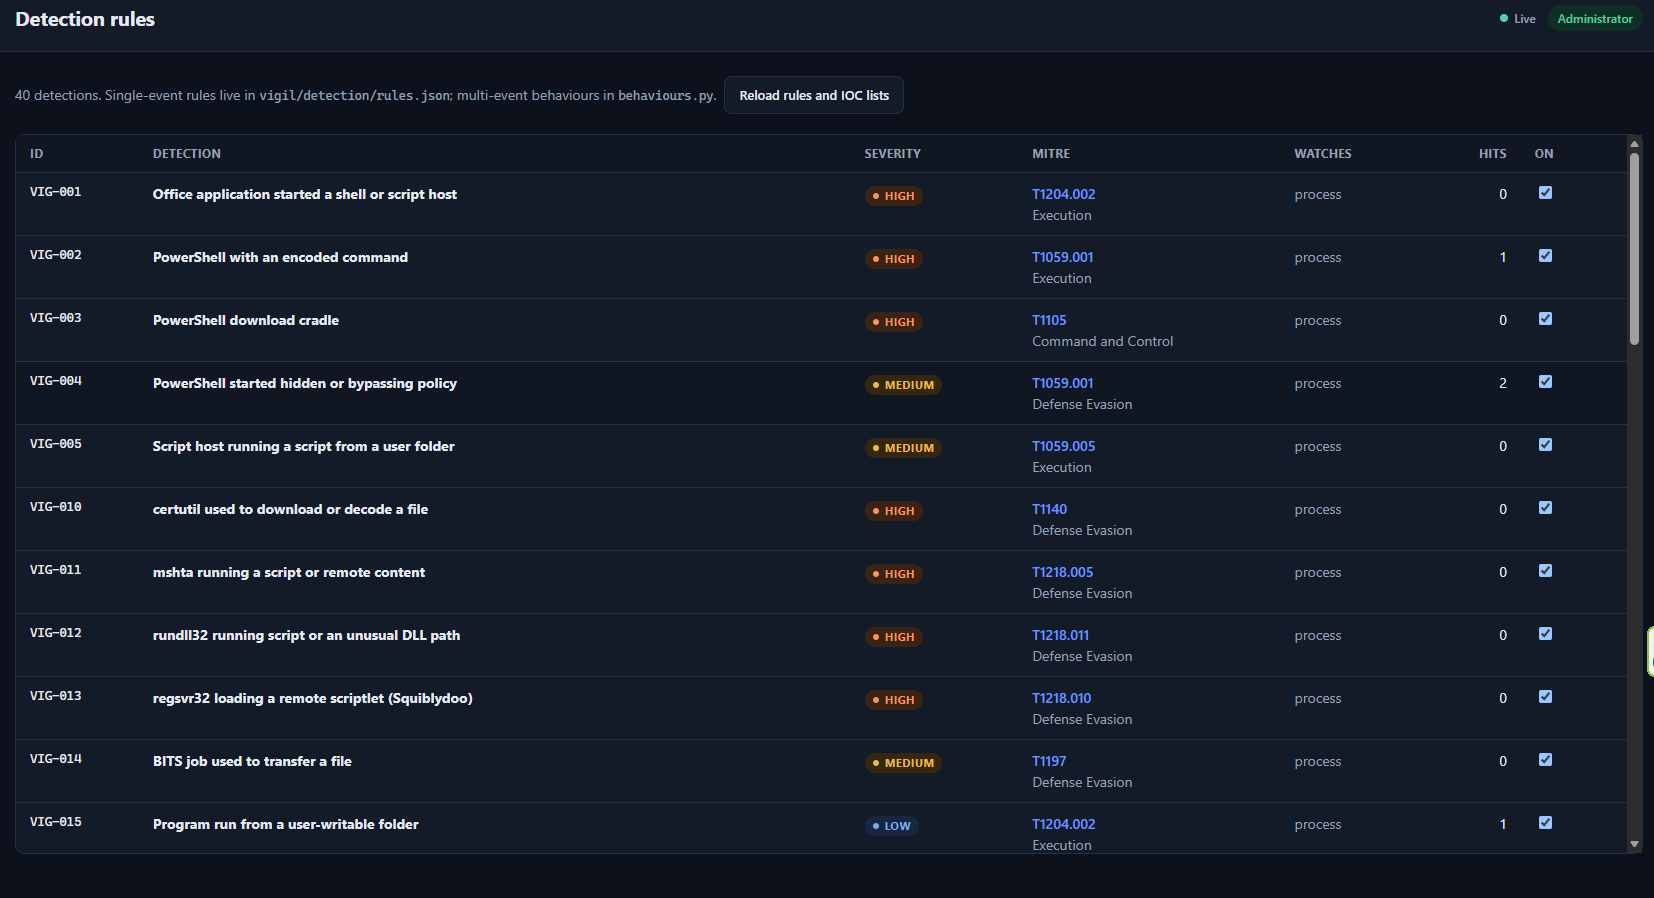 Detection rules
Live
Administrator
40 detections. Single-event rules live in vigil/detection/rules.json; multi-event behaviours in behaviours.py.
Reload rules and IOC lists
ID DETECTION SEVERITY MITRE WATCHES HITS ON
VIG-001 Office application started a shell or script host HIGH T1204.002 process 0
Execution
VIG-002 PowerShell with an encoded command HIGH T1059.001 process 1
Execution
VIG-003 PowerShell download cradle HIGH T1105 process 0
Command and Control
VIG-004 PowerShell started hidden or bypassing policy MEDIUM T1059.001 process 2
Defense Evasion
VIG-005 Script host running a script from a user folder MEDIUM T1059.005 process 0
Execution
VIG-010 certutil used to download or decode a file HIGH T1140 process 0
Defense Evasion
VIG-011 mshta running a script or remote content HIGH T1218.005 process 0
Defense Evasion
VIG-012 rundll32 running script or an unusual DLL path HIGH T1218.011 process 0
Defense Evasion
VIG-013 regsvr32 loading a remote scriptlet (Squiblydoo) HIGH T1218.010 process 0
Defense Evasion
VIG-014 BITS job used to transfer a file MEDIUM T1197 process 0
Defense Evasion
VIG-015 Program run from a user-writable folder LOW T1204.002 process 1
Execution